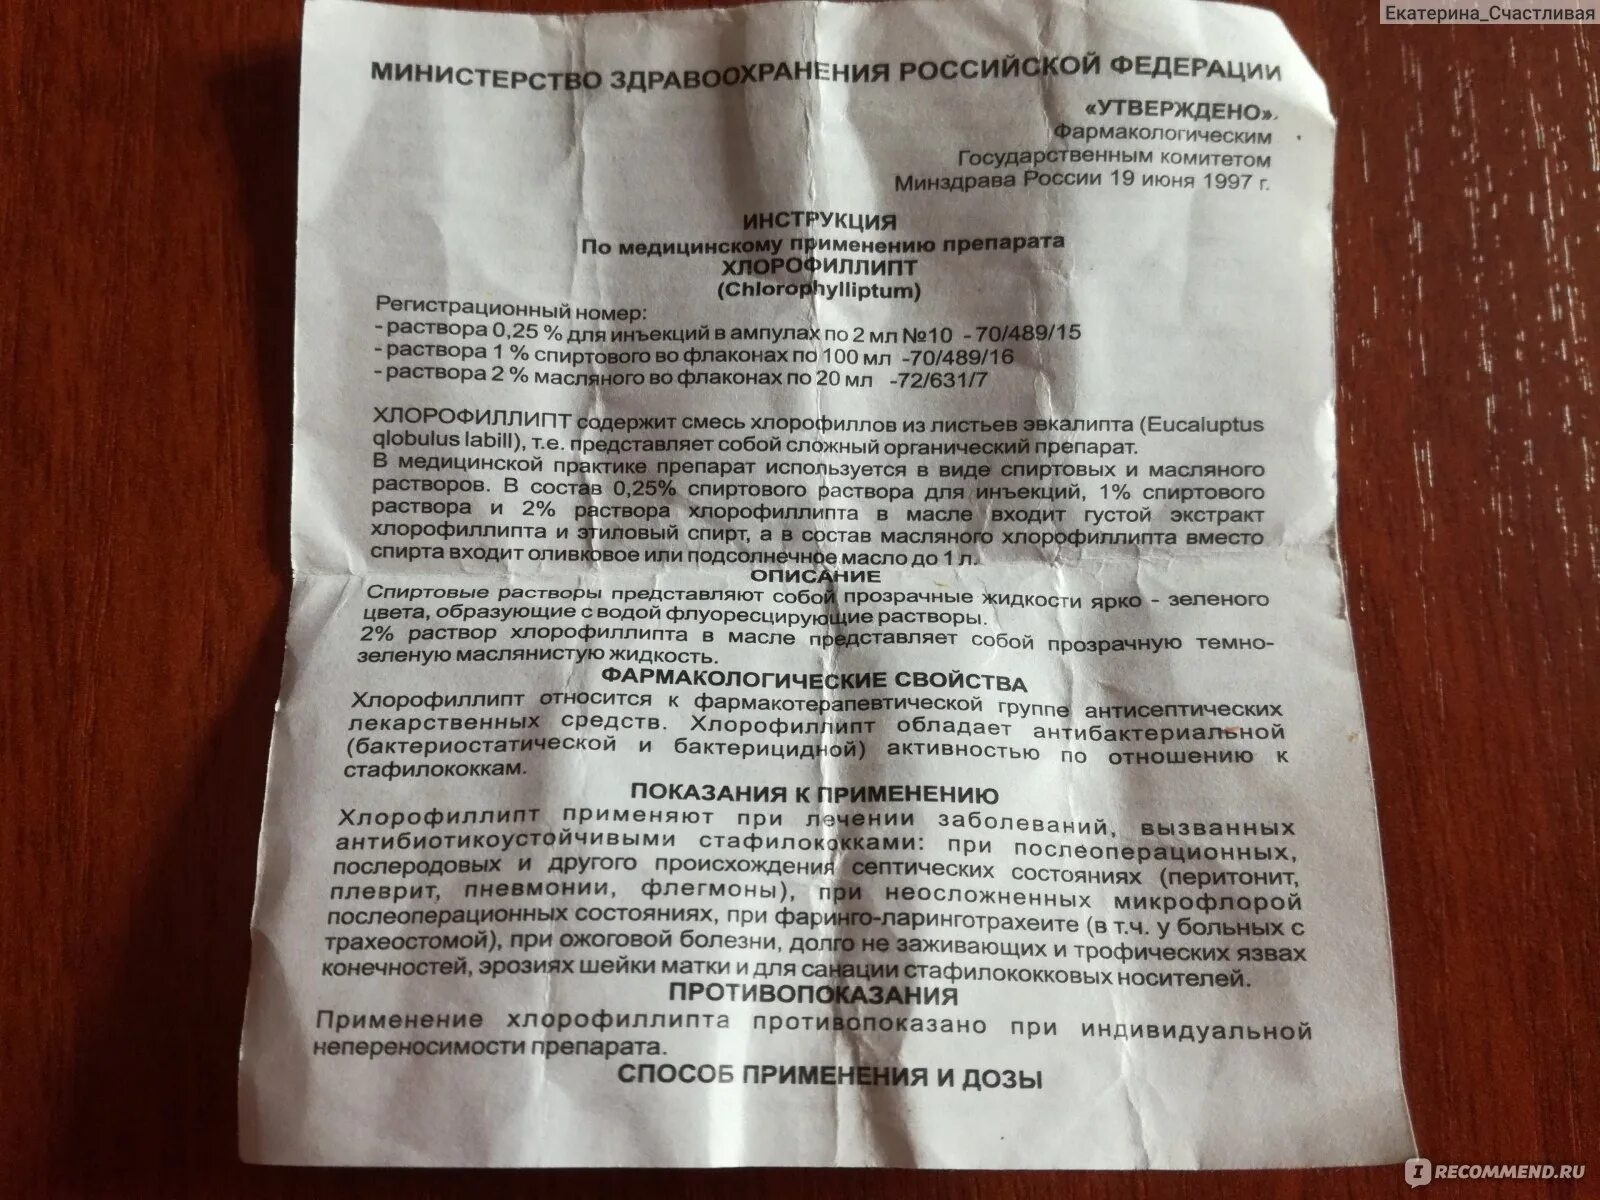 Екатерина_Счастливая
МИНИСТЕРСТВО ЗДРАВООХРАНЕНИЯ РОССИЙСКОЙ ФЕДЕРАЦИИ
«УТВЕРЖДЕНО».
Фармакологическим
Государственным комитетом
Минздрава России 19 июня 1997 г.
ИНСТРУКЦИЯ
По медицинскому применению препарата
ХЛОРОФИЛЛИПТ
(Chlorophylliptum)
Регистрационный номер:
- раствора 0,25 % для инъекций в ампулах по 2 мл №10 - 70/489/15
- раствора 1 % спиртового во флаконах по 100 мл -70/489/16
- раствора 2 % масляного во флаконах по 20 мл -72/631/7
ХЛОРОФИЛЛИПТ содержит смесь хлорофиллов из листьев эвкалипта (Eucaluptus
qlobulus labill), т.е. представляет собой сложный органический препарат.
В медицинской практике препарат используется в виде спиртовых и масляного
растворов. В состав 0,25% спиртового раствора для инъекций, 1% спиртового
раствора и 2% раствора хлорофиллипта в масле входит густой экстракт
хлорофиллипта и этиловый спирт, а в состав масляного хлорофиллипта вместо
спирта входит оливковое или подсолнечное масло до 1 л.
ОПИСАНИЕ
Спиртовые растворы представляют собой прозрачные жидкости ярко - зеленого
цвета, образующие с водой флуоресцирующие растворы.
2% раствор хлорофиллипта в масле представляет собой прозрачную темно-
зеленую маслянистую жидкость.
ФАРМАКОЛОГИЧЕСКИЕ СВОЙСТВА
Хлорофиллипт относится к фармакотерапевтической группе антисептических
лекарственных средств. Хлорофиллипт обладает антибактериальной
(бактериостатической и бактерицидной) активностью по отношению к
стафилококкам.
ПОКАЗАНИЯ К ПРИМЕНЕНИЮ
Хлорофиллипт применяют при лечении заболеваний, вызванных
антибиотикоустойчивыми стафилококками: при послеоперационных,
послеродовых и другого происхождения септических состояниях (перитонит,
плеврит, пневмонии, флегмоны), при неосложненных микрофлорой
послеоперационных состояниях, при фаринго-ларинготрахеите (в т.ч. у больных с
трахеостомой), при ожоговой болезни, долго не заживающих и трофических язвах
конечностей, эрозиях шейки матки и для санации стафилококковых носителей.
ПРОТИВОПОКАЗАНИЯ
Применение хлорофиллипта противопоказано при индивидуальной
непереносимости препарата.
СПОСОБ ПРИМЕНЕНИЯ И ДОЗЫ
IRECOMMEND.RU